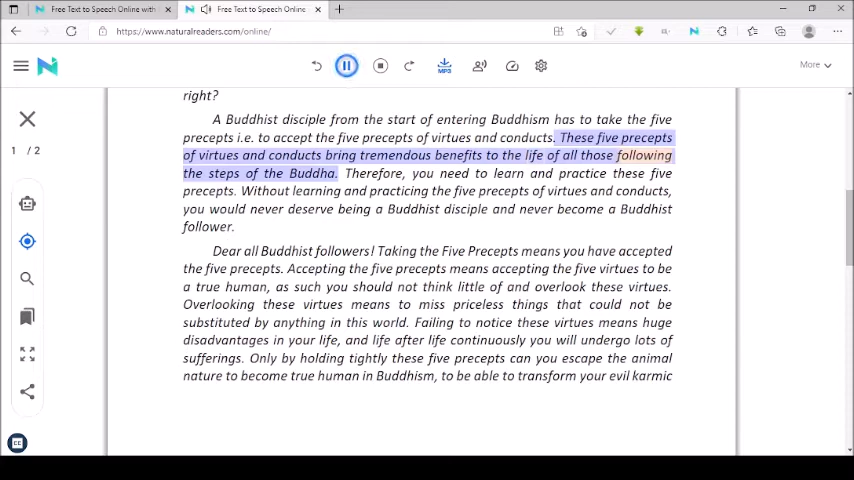 Free Text to Speech Online with
Free Text to Speech Online
https://www.naturalreaders.com/online/
MP3
More
right?
1 / 2
A Buddhist disciple from the start of entering Buddhism has to take the five
precepts i.e. to accept the five precepts of virtues and conducts. These five precepts
of virtues and conducts bring tremendous benefits to the life of all those following
the steps of the Buddha. Therefore, you need to learn and practice these five
precepts. Without learning and practicing the five precepts of virtues and conducts,
you would never deserve being a Buddhist disciple and never become a Buddhist
follower.
Dear all Buddhist followers! Taking the Five Precepts means you have accepted
the five precepts. Accepting the five precepts means accepting the five virtues to be
a true human, as such you should not think little of and overlook these virtues.
Overlooking these virtues means to miss priceless things that could not be
substituted by anything in this world. Failing to notice these virtues means huge
disadvantages in your life, and life after life continuously you will undergo lots of
sufferings. Only by holding tightly these five precepts can you escape the animal
nature to become true human in Buddhism, to be able to transform your evil karmic